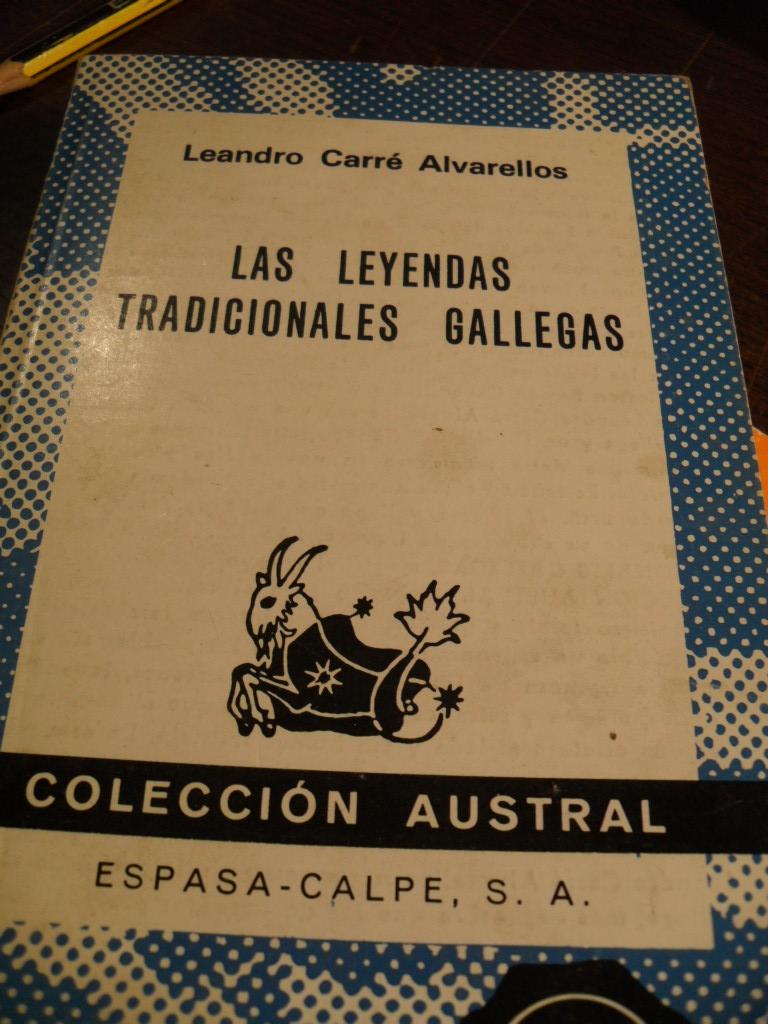 Leandro Carré Alvarellos
LAS LEYENDAS
TRADICIONALES GALLEGAS
COLECCIÓN AUSTRAL
ESPASA-CALPE, S. A.